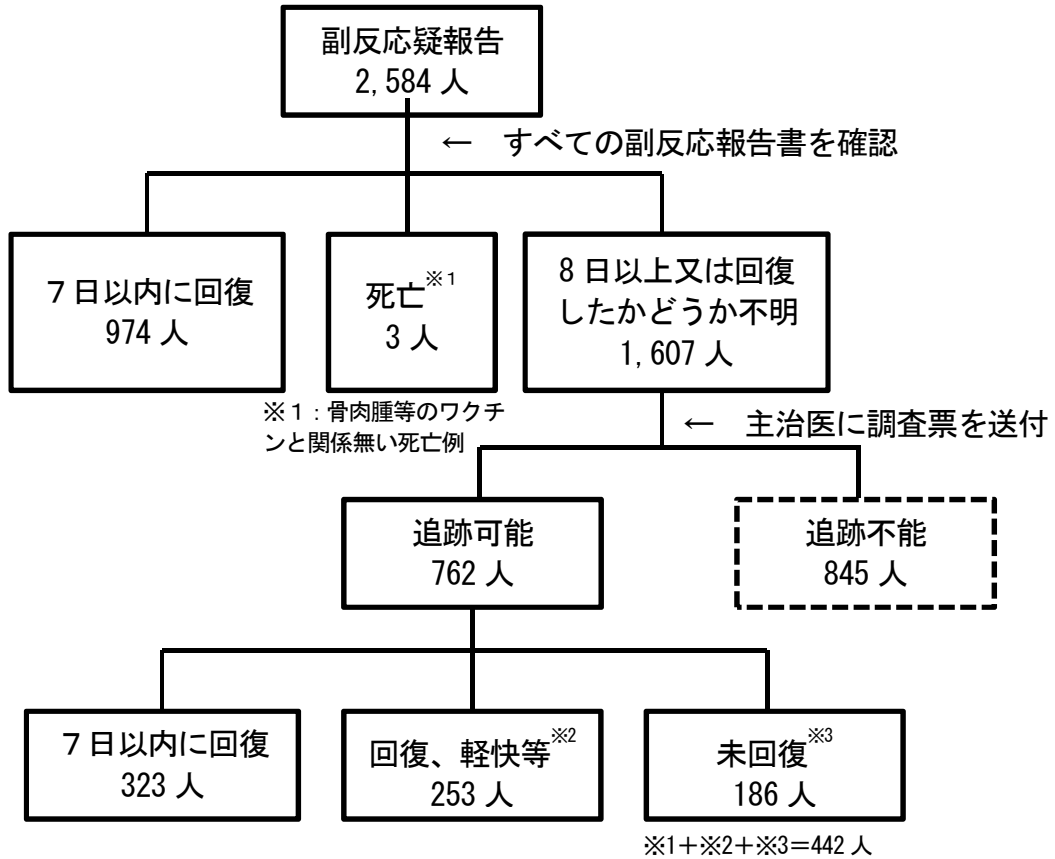 副反応疑報告
2,584 人
← すべての副反応報告書を確認
7日以内に回復
974 人
死亡※1
3 人
8日以上又は回復
したかどうか不明
1,607 人
※1：骨肉腫等のワクチ
ンと関係無い死亡例
← 主治医に調査票を送付
追跡可能
762 人
追跡不能
845 人
7日以内に回復
323 人
回復、軽快等※2
253 人
未回復※3
186 人
※1＋※2＋※3＝442 人